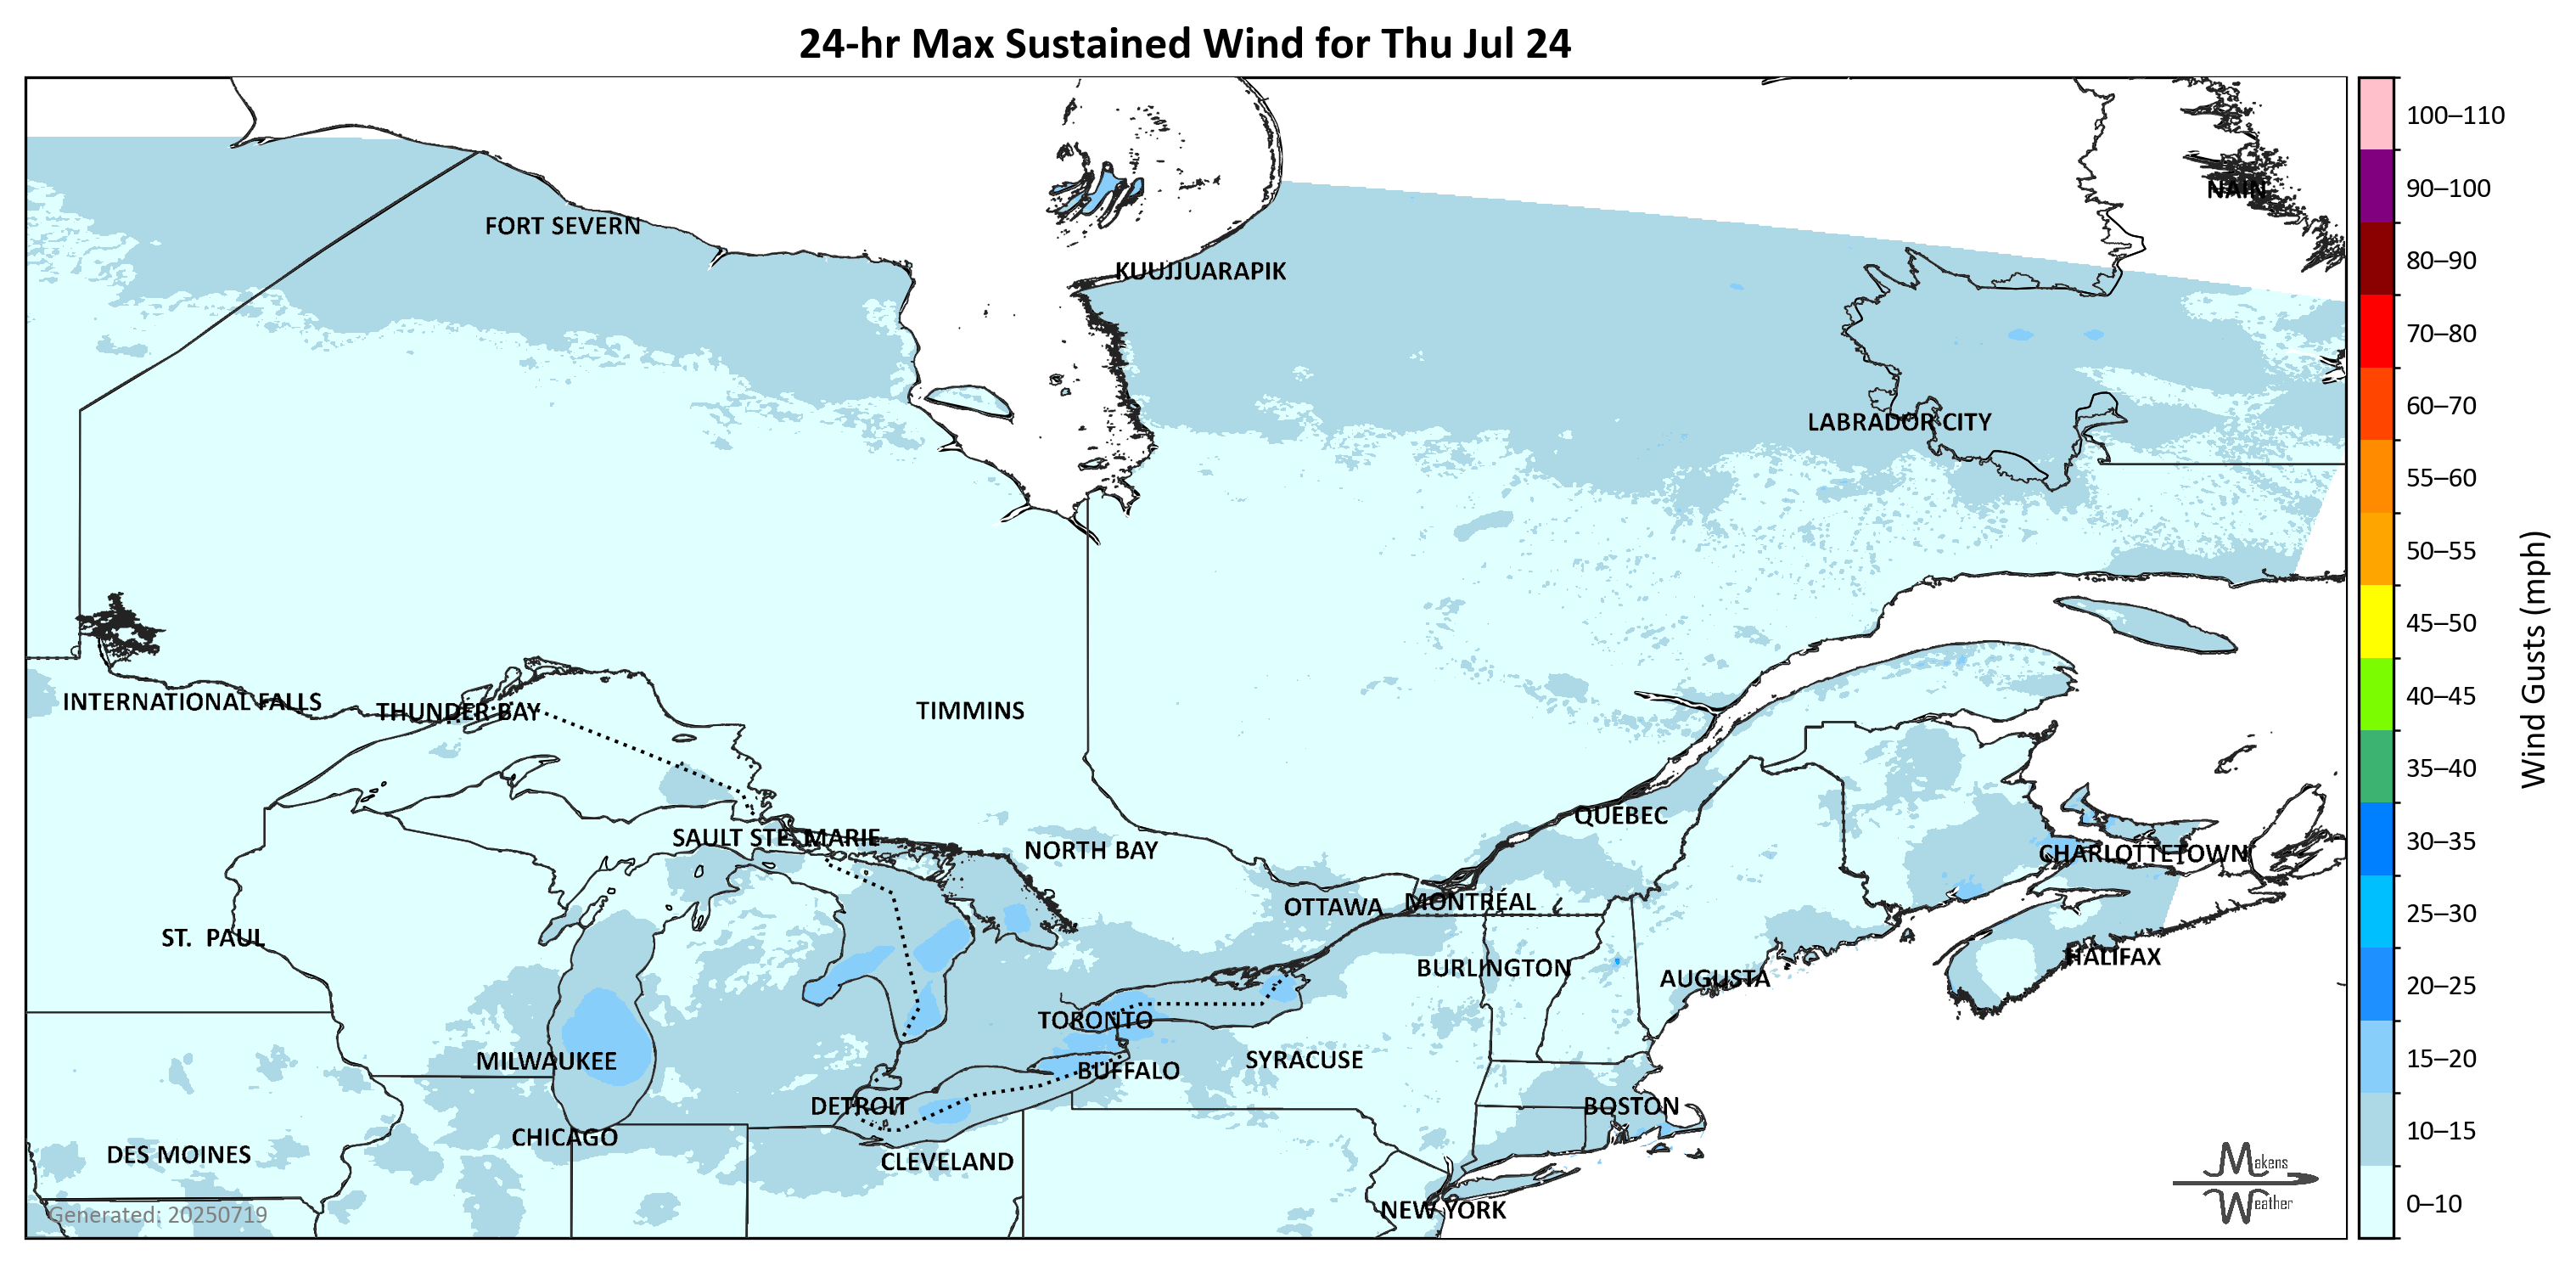 24-hr Max Sustained Wind for Thu Jul 24
100–110
90–100
NAIN
FORT SEVERN
80–90
KUUJJUARAPIK
70–80
60–70
LABRADOR CITY
55–60
50–55
45–50
Wind Gusts (mph)
40–45
INTERNATIONAL FALLS
THUNDER BAY
TIMMINS
35–40
QUEBEC
30–35
SAULT STE. MARIE
NORTH BAY
CHARLOTTETOWN
OTTAWA
MONTRÉAL
25–30
ST. PAUL
HALIFAX
BURLINGTON
AUGUSTA
20–25
TORONTO
MILWAUKEE
SYRACUSE
15–20
BUFFALO
DETROIT
BOSTON
10–15
CHICAGO
DES MOINES
CLEVELAND
Makens
Weather
0–10
NEW YORK
Generated: 20250719